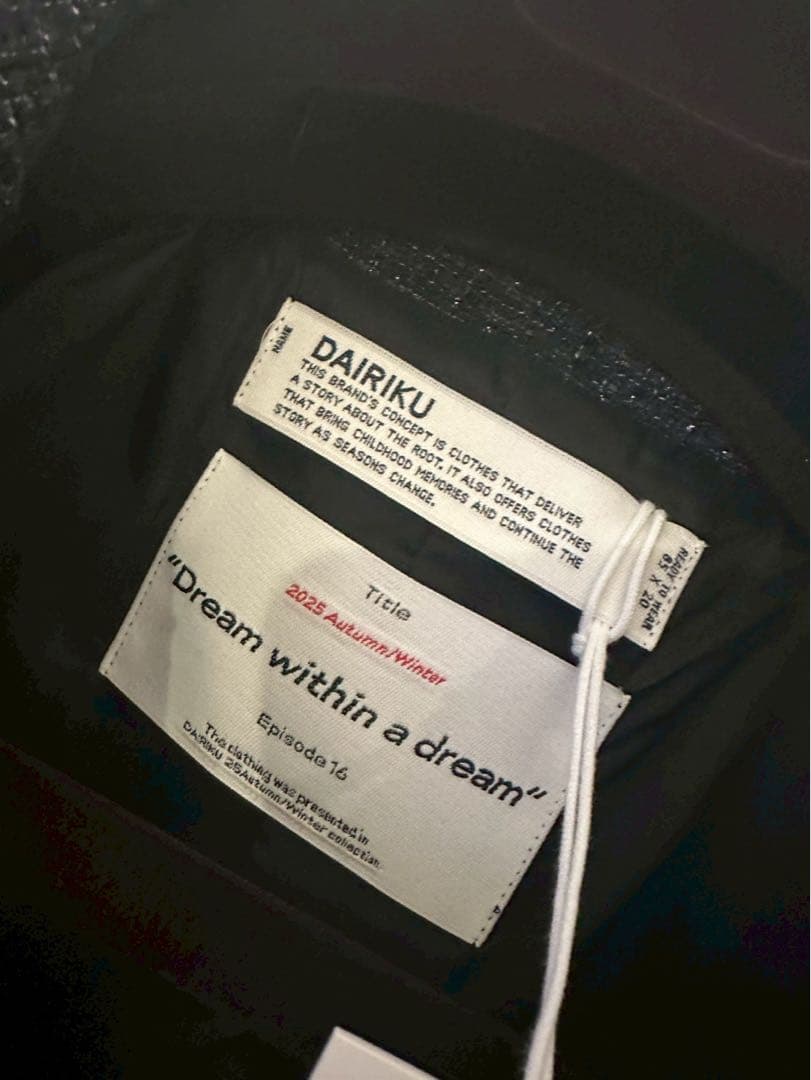 NAME
DAIRIKU
THIS BRAND'S CONCEPT IS CLOTHES THAT DELIVER
A STORY ABOUT THE ROOT. IT ALSO OFFERS CLOTHES
THAT BRING CHILDHOOD MEMORIES AND CONTINUE THE
STORY AS SEASONS CHANGE.
READY TO WEAR
85 X 20
Title
2025 Autumn/Winter
"Dream within a dream"
Episode 16
The clothing was presented in
DAIRIKU 25Autumn/Winter collection.